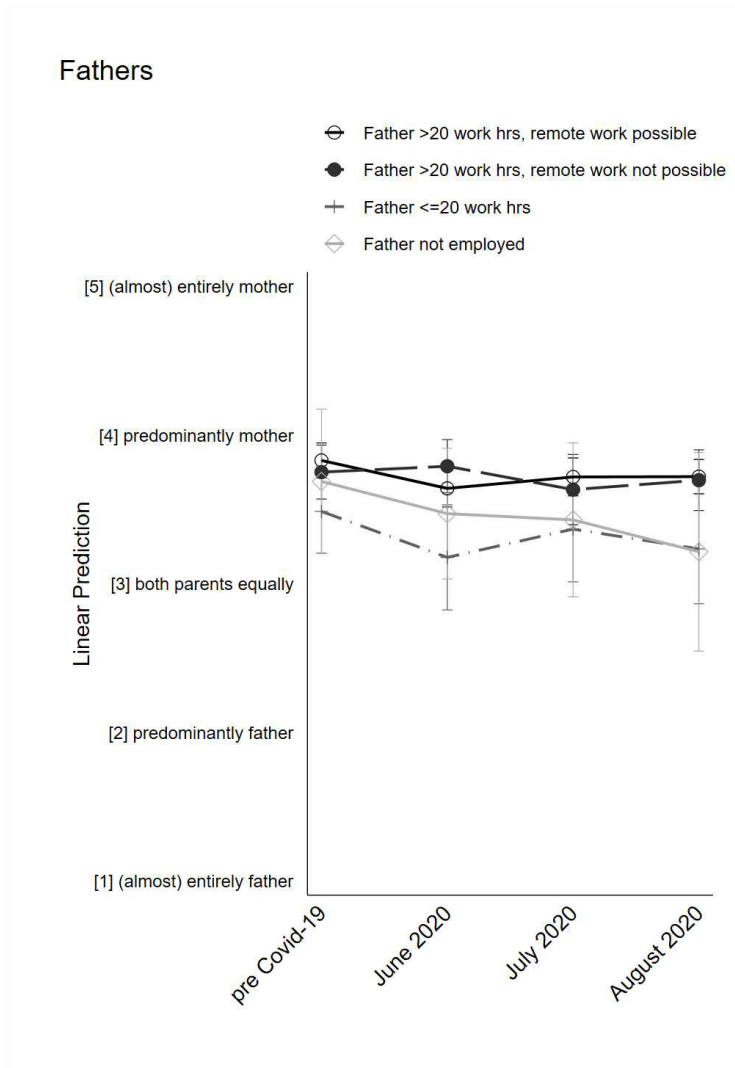 Fathers
Father >20 work hrs, remote work possible
Father >20 work hrs, remote work not possible
Father <=20 work hrs
Father not employed
[5] (almost) entirely mother
[4] predominantly mother
[3] both parents equally
[2] predominantly father
[1] (almost) entirely father
Linear Prediction
pre Covid-19
June 2020
July 2020
August 2020